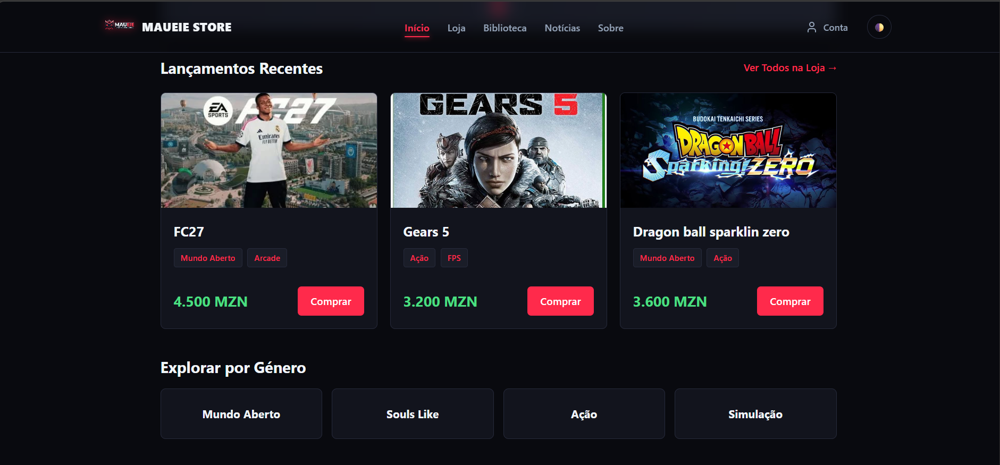 MAUEIE
MAUEIE STORE
Início
Loja
Biblioteca
Notícias
Sobre
Conta
Lançamentos Recentes
Ver Todos na Loja →
EA
SPORTS
FC27
Emirates
FLY BETTER
GEARS 5
BUDOKAI TENKAICHI SERIES
DRAGON BALL
Sparking! ZERO
FC27
Mundo Aberto
Arcade
4.500 MZN
Comprar
Gears 5
Ação
FPS
3.200 MZN
Comprar
Dragon ball sparklin zero
Mundo Aberto
Ação
3.600 MZN
Comprar
Explorar por Género
Mundo Aberto
Souls Like
Ação
Simulação